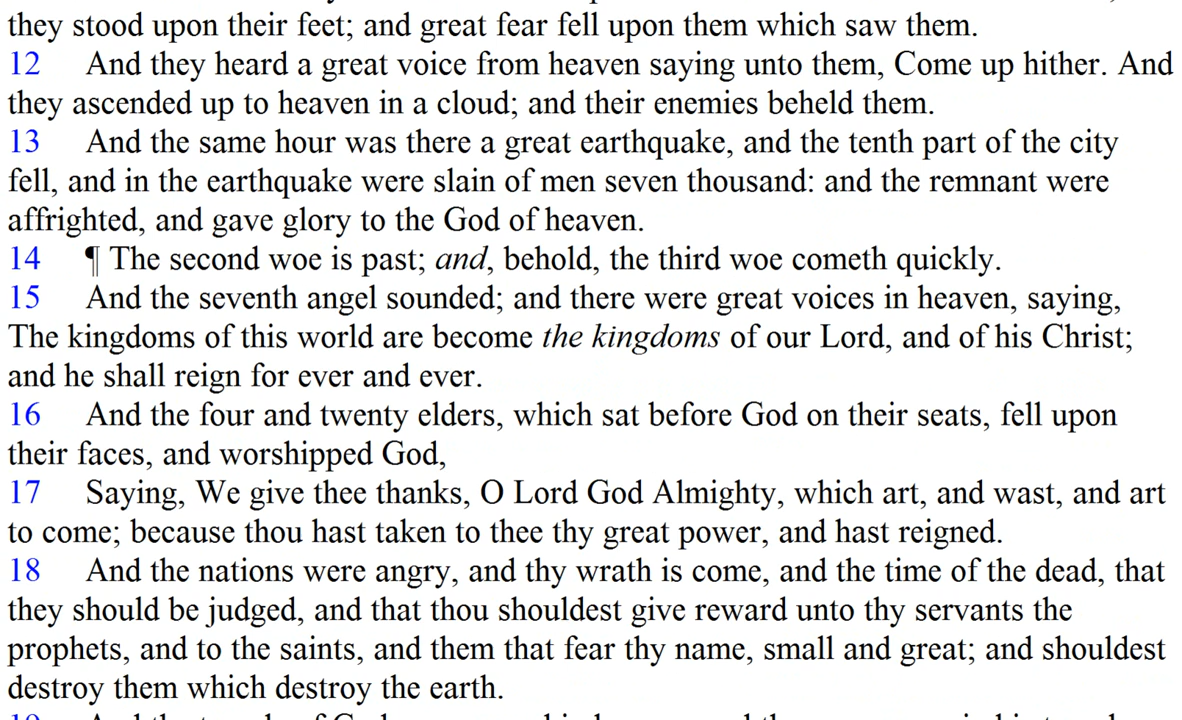 they stood upon their feet; and great fear fell upon them which saw them.
12 And they heard a great voice from heaven saying unto them, Come up hither. And
they ascended up to heaven in a cloud; and their enemies beheld them.
13 And the same hour was there a great earthquake, and the tenth part of the city
fell, and in the earthquake were slain of men seven thousand: and the remnant were
affrighted, and gave glory to the God of heaven.
14 ¶ The second woe is past; and, behold, the third woe cometh quickly.
15 And the seventh angel sounded; and there were great voices in heaven, saying,
The kingdoms of this world are become the kingdoms of our Lord, and of his Christ;
and he shall reign for ever and ever.
16 And the four and twenty elders, which sat before God on their seats, fell upon
their faces, and worshipped God,
17 Saying, We give thee thanks, O Lord God Almighty, which art, and wast, and art
to come; because thou hast taken to thee thy great power, and hast reigned.
18 And the nations were angry, and thy wrath is come, and the time of the dead, that
they should be judged, and that thou shouldest give reward unto thy servants the
prophets, and to the saints, and them that fear thy name, small and great; and shouldest
destroy them which destroy the earth.